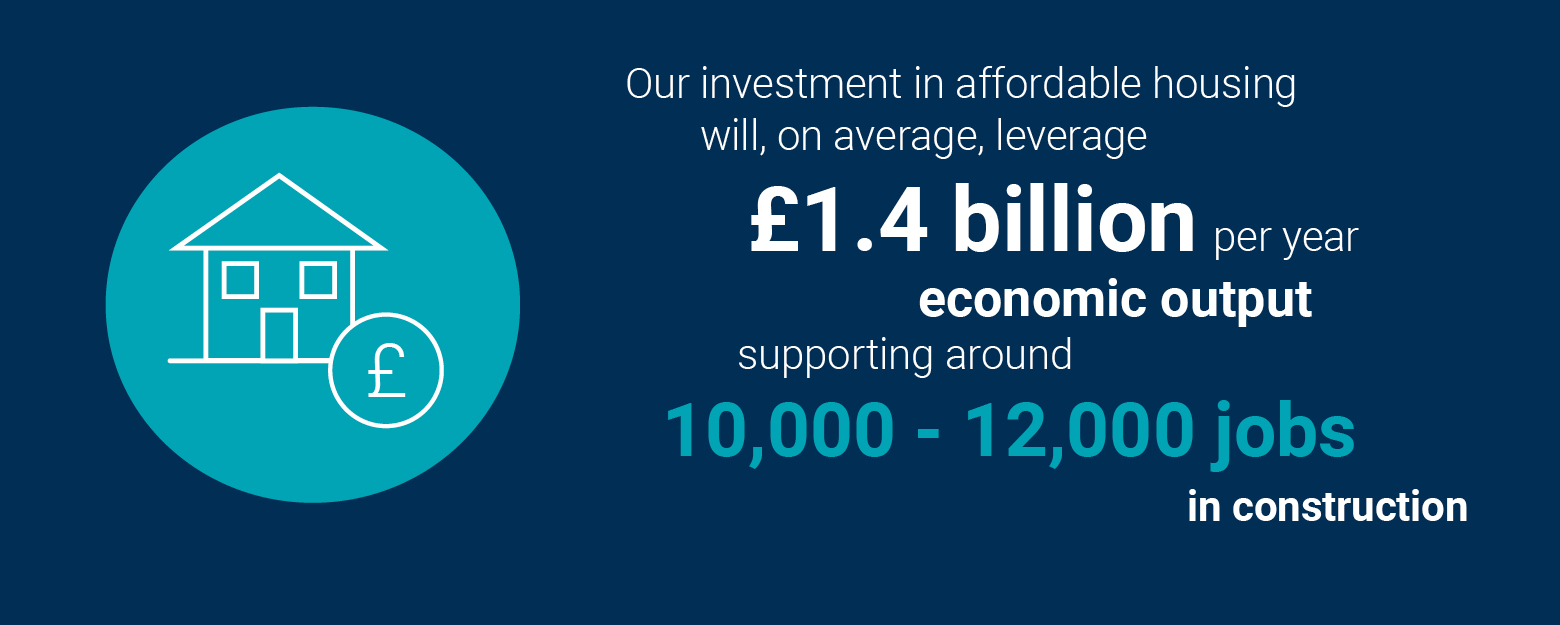 Our investment in affordable housing
will, on average, leverage
£1.4 billion per year
economic output
supporting around
10,000 - 12,000 jobs
in construction
£